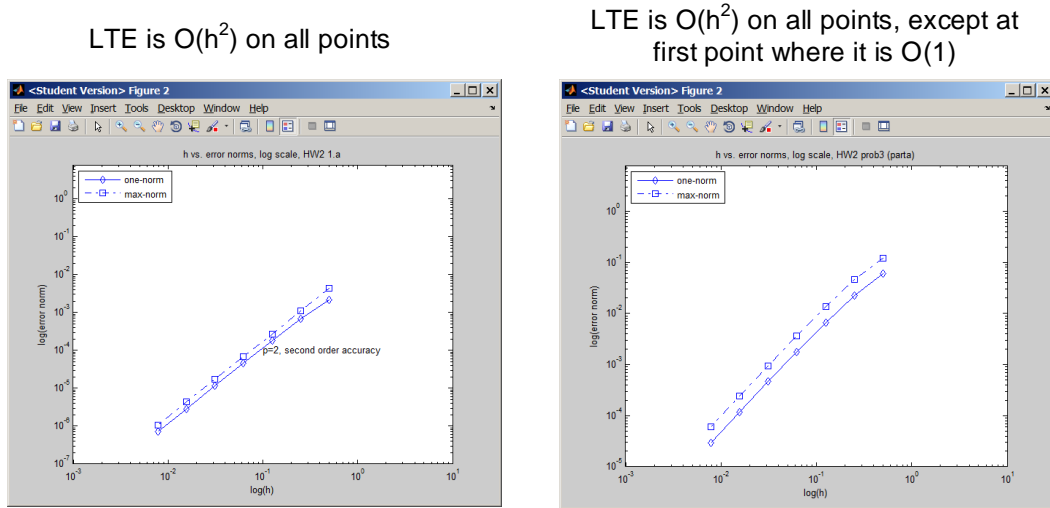 LTE is O(h²) on all points
<Student Version> Figure 2
File Edit View Insert Tools Desktop Window Help
h vs. error norms, log scale, HW2 1.a
one-norm
max-norm
10⁰
10⁻¹
10⁻²
10⁻³
10⁻⁴
10⁻⁵
10⁻⁶
10⁻⁷
log(error norm)
p=2, second order accuracy
10⁻³ 10⁻² 10⁻¹ 10⁰ 10¹
log(h)
LTE is O(h²) on all points, except at
first point where it is O(1)
<Student Version> Figure 2
File Edit View Insert Tools Desktop Window Help
h vs. error norms, log scale, HW2 prob3 (parta)
one-norm
max-norm
10⁰
10⁻¹
10⁻²
10⁻³
10⁻⁴
10⁻⁵
log(error norm)
10⁻³ 10⁻² 10⁻¹ 10⁰ 10¹
log(h)